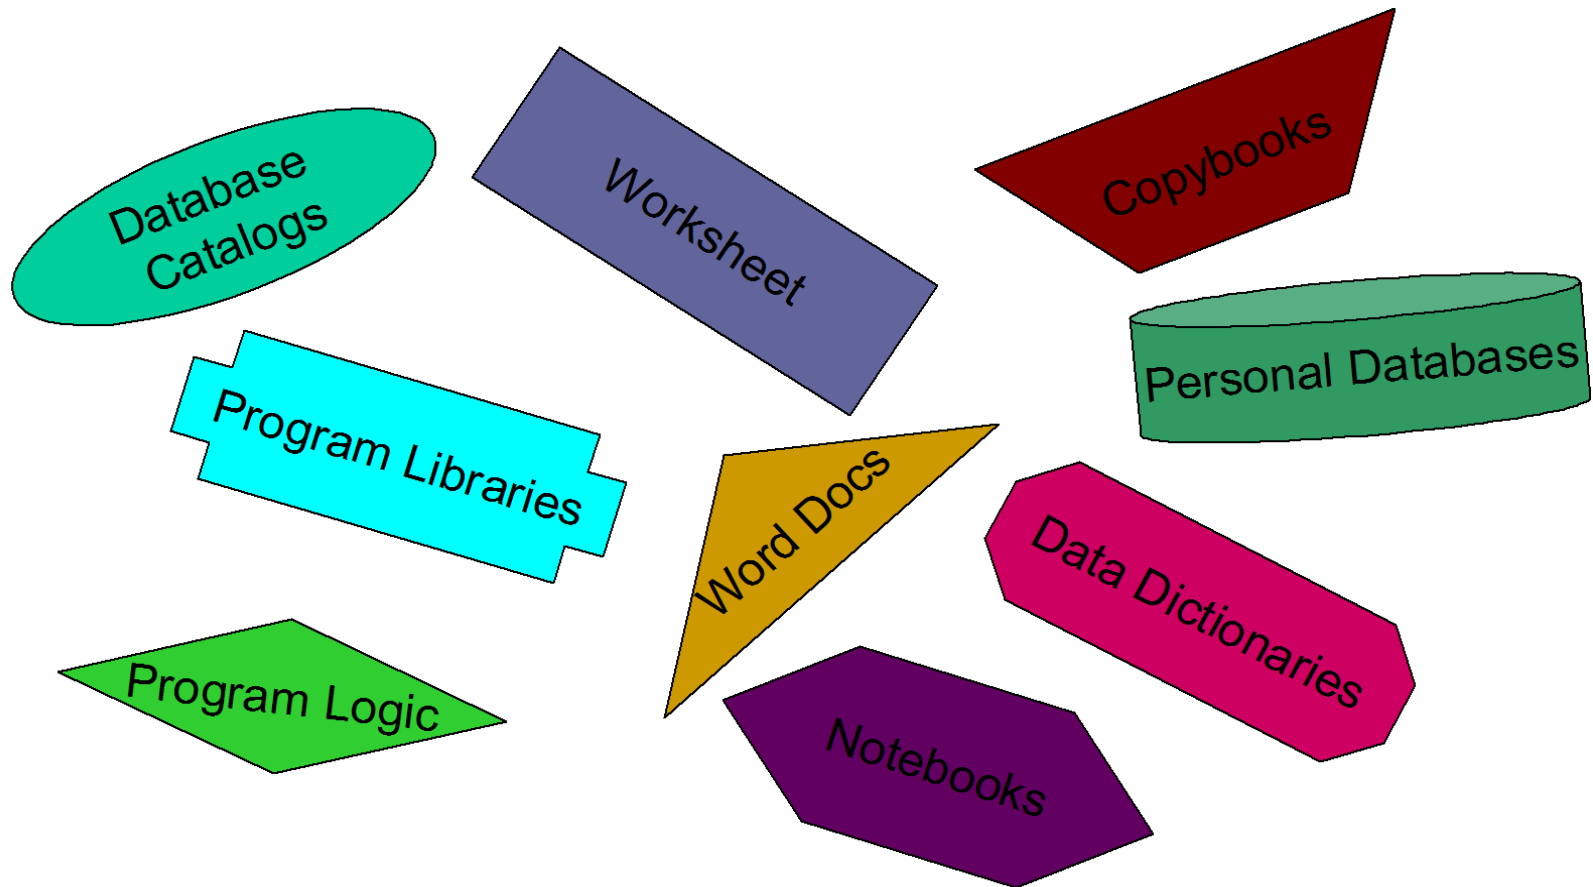 Database
Catalogs
Worksheet
Copybooks
Personal Databases
Program Libraries
Word Docs
Data Dictionaries
Program Logic
Notebooks